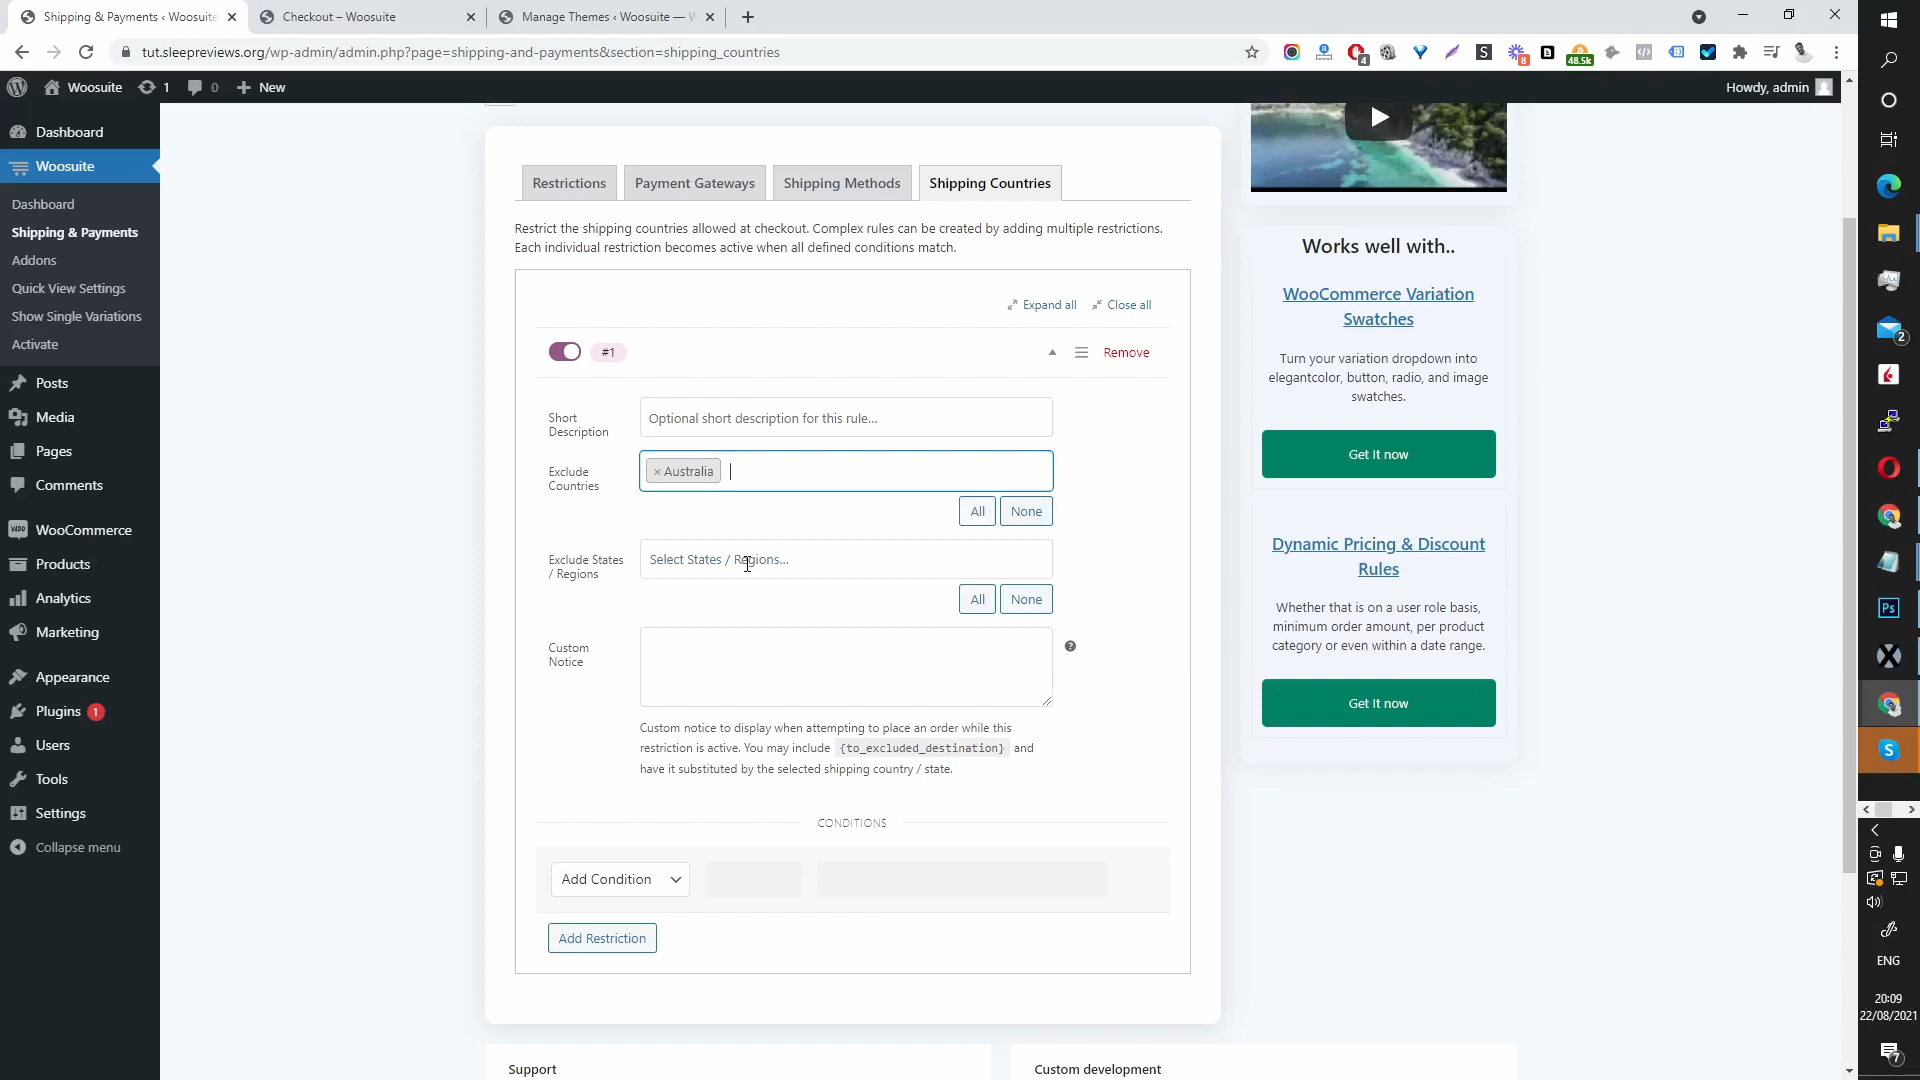 Shipping & Payments ‹ Woosuite
Checkout – Woosuite
Manage Themes ‹ Woosuite — W
tut.sleepreviews.org/wp-admin/admin.php?page=shipping-and-payments&section=shipping_countries
4
S
8
48.5k
Woosuite
1
0
New
Howdy, admin
Dashboard
Woosuite
Dashboard
Shipping & Payments
Addons
Quick View Settings
Show Single Variations
Activate
Posts
Media
Pages
Comments
WooCommerce
Products
Analytics
Marketing
Appearance
Plugins 1
Users
Tools
Settings
Collapse menu
Restrictions
Payment Gateways
Shipping Methods
Shipping Countries
Restrict the shipping countries allowed at checkout. Complex rules can be created by adding multiple restrictions.
Each individual restriction becomes active when all defined conditions match.
Expand all
Close all
#1
Remove
Short
Description
Optional short description for this rule...
Exclude
Countries
× Australia
All
None
Exclude States
/ Regions
Select States / Regions...
All
None
Custom
Notice
Custom notice to display when attempting to place an order while this
restriction is active. You may include {to_excluded_destination} and
have it substituted by the selected shipping country / state.
CONDITIONS
Add Condition
Add Restriction
Works well with..
WooCommerce Variation
Swatches
Turn your variation dropdown into
elegantcolor, button, radio, and image
swatches.
Get It now
Dynamic Pricing & Discount
Rules
Whether that is on a user role basis,
minimum order amount, per product
category or even within a date range.
Get It now
Support
Custom development
2
Ps
ENG
20:09
22/08/2021
7